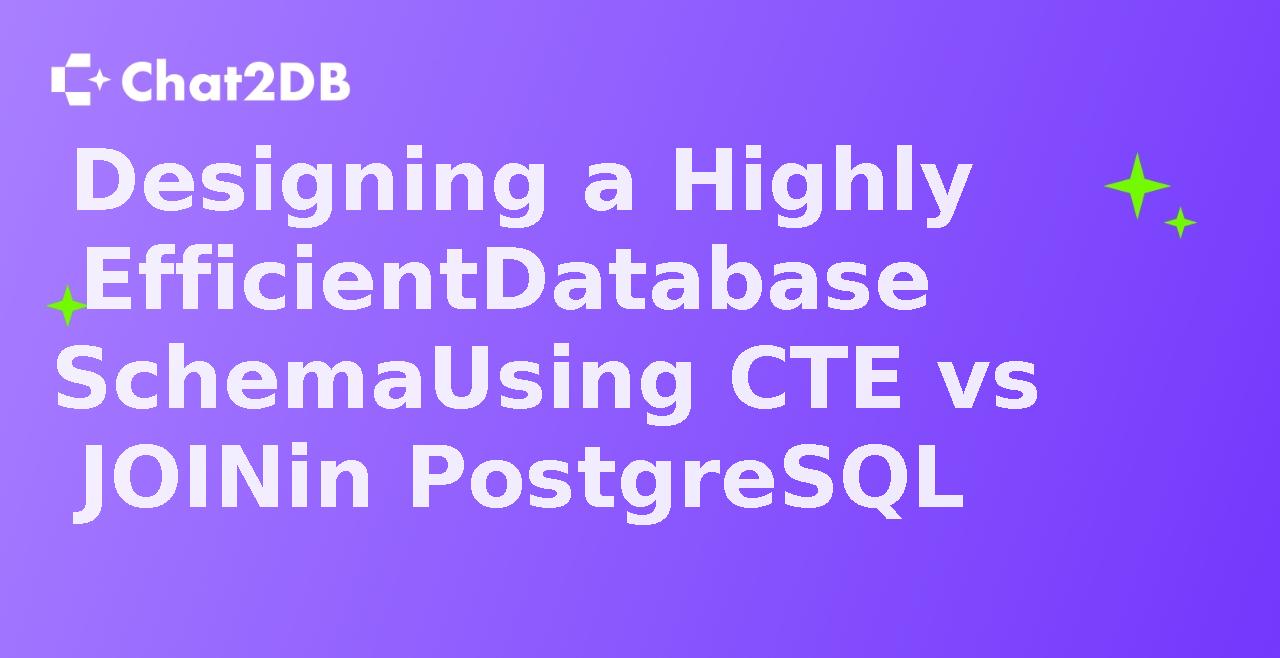 Chat2DB
Designing a Highly
EfficientDatabase
SchemaUsing CTE vs
JOINin PostgreSQL